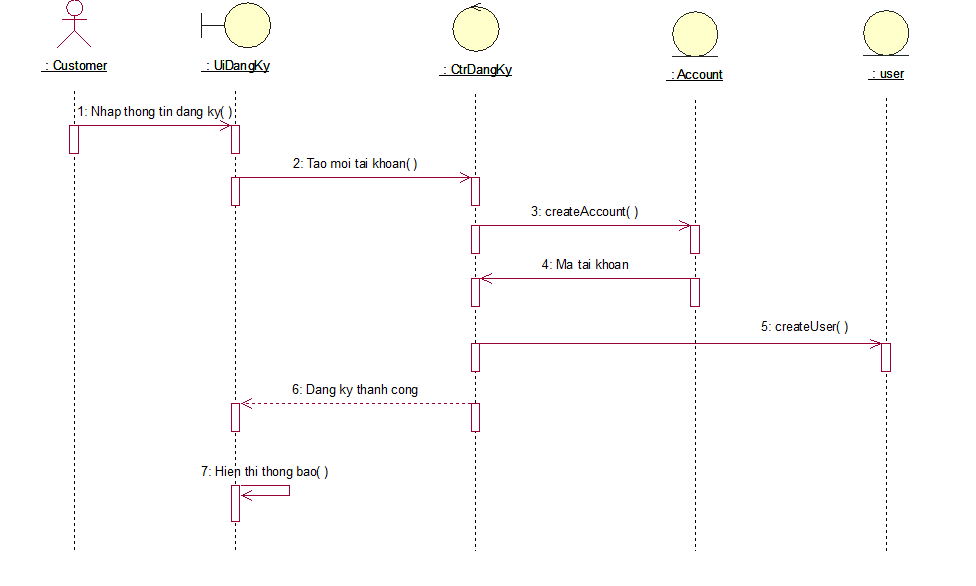 : Customer
: UiDangKy
: CtrDangKy
: Account
: user
1: Nhap thong tin dang ky( )
2: Tao moi tai khoan( )
3: createAccount( )
4: Ma tai khoan
5: createUser( )
6: Dang ky thanh cong
7: Hien thi thong bao( )